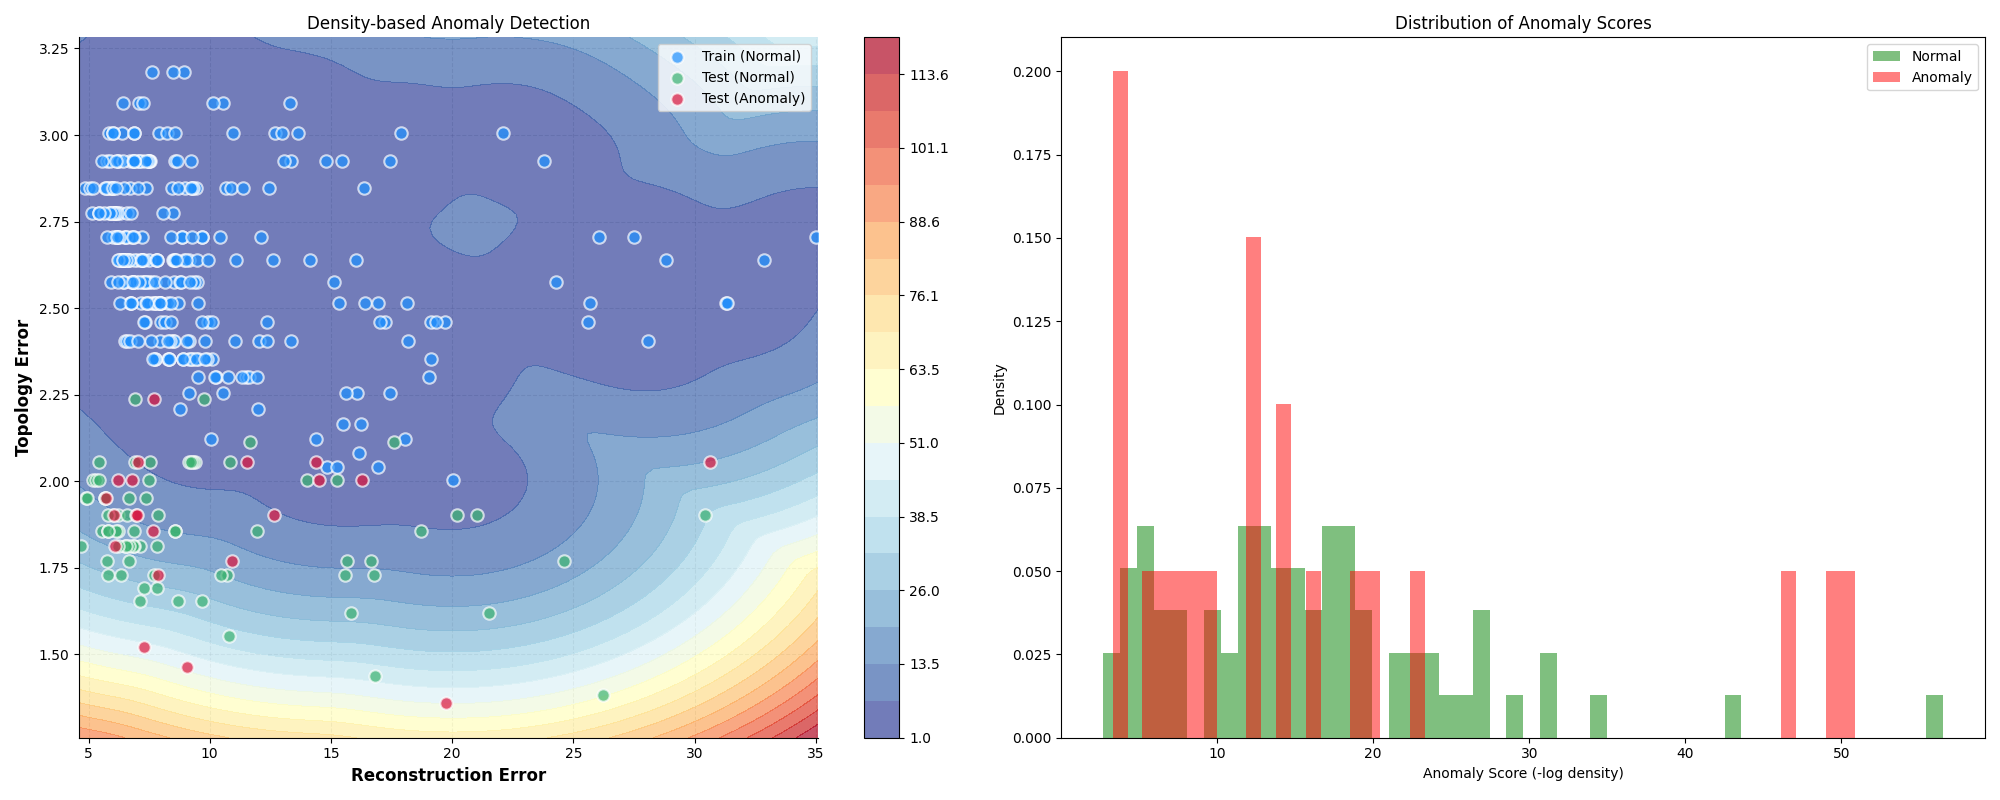 Density-based Anomaly Detection
Train (Normal)
Test (Normal)
Test (Anomaly)
Topology Error
3.25
3.00
2.75
2.50
2.25
2.00
1.75
1.50
5 10 15 20 25 30 35
Reconstruction Error
113.6
101.1
88.6
76.1
63.5
51.0
38.5
26.0
13.5
1.0
Distribution of Anomaly Scores
Normal
Anomaly
Density
0.200
0.175
0.150
0.125
0.100
0.075
0.050
0.025
0.000
10 20 30 40 50
Anomaly Score (-log density)